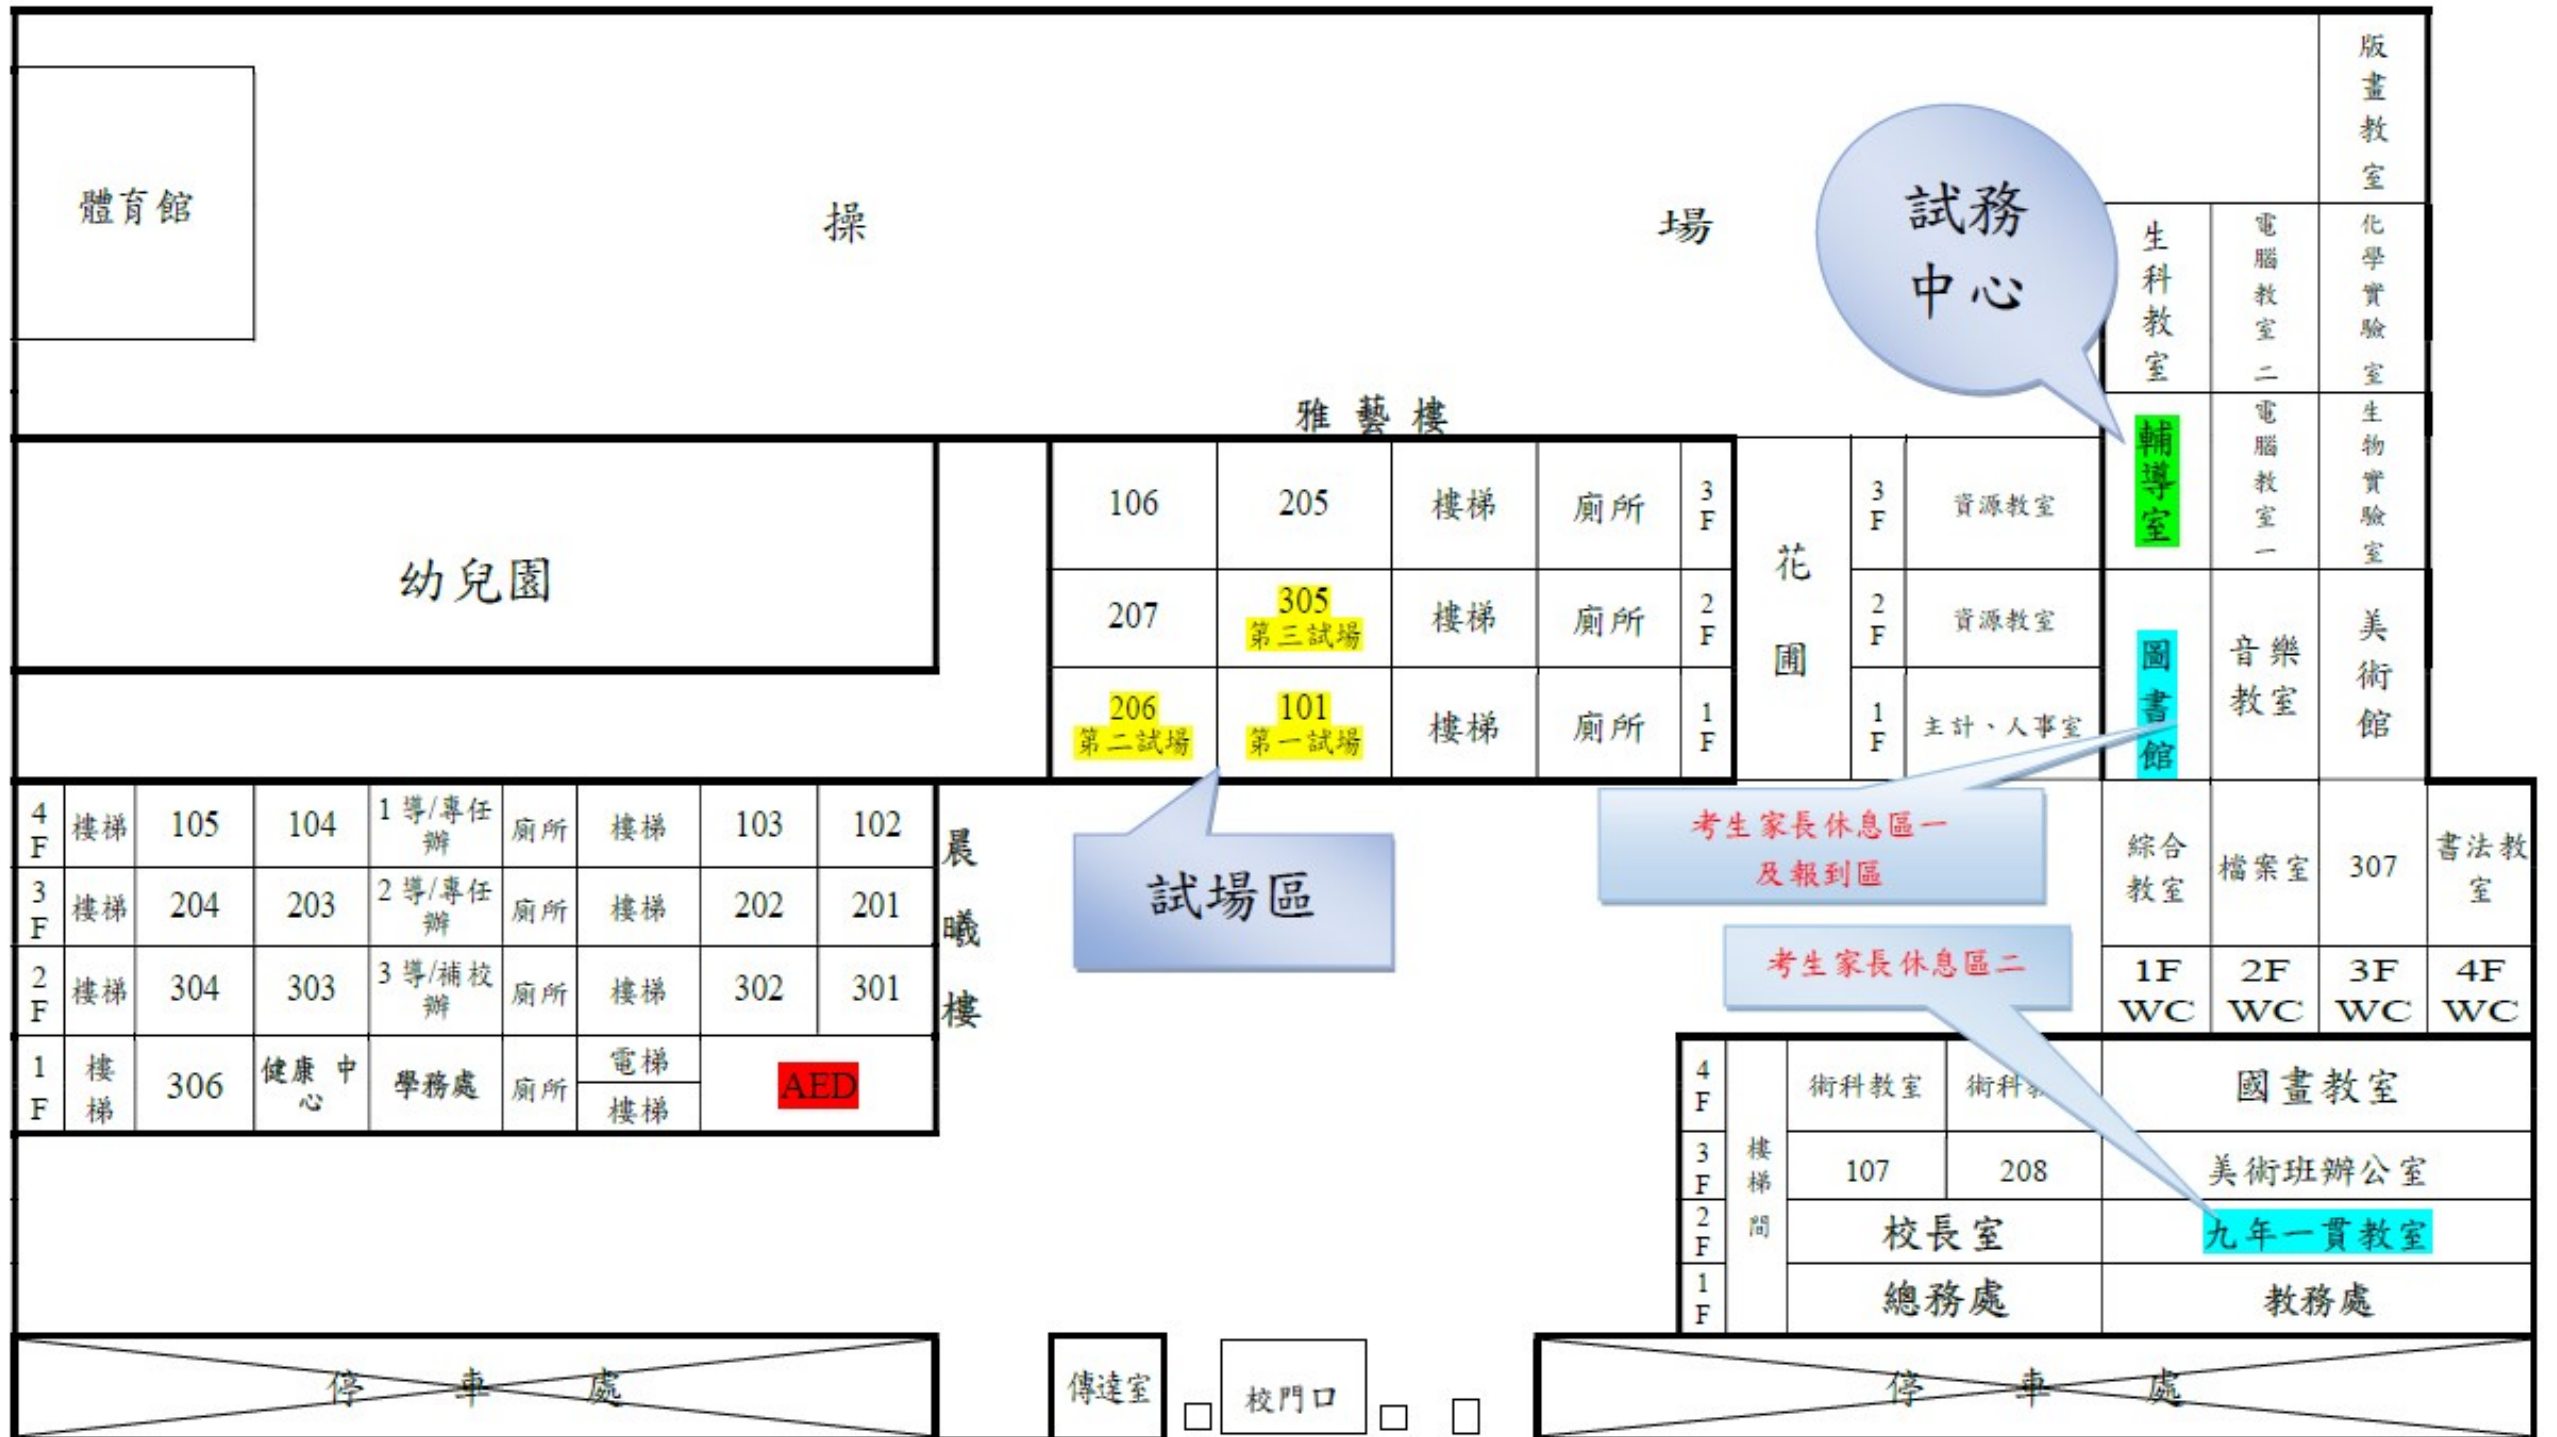 版畫教室
體育館
操 場
試務
中心
生科教室
電腦教室二
化學實驗室
雅藝樓
輔導室
電腦教室一
生物實驗室
幼兒園
106 205 樓梯 廁所 3F
花圃
3F 資源教室
207 305 樓梯 廁所 2F
第三試場
2F 資源教室
206 101 樓梯 廁所 1F
第二試場 第一試場
1F 主計、人事室
圖書館
音樂
教室
美術館
考生家長休息區一
及報到區
試場區
考生家長休息區二
4F 樓梯 105 104 1 導/專任辦 廁所 樓梯 103 102
3F 樓梯 204 203 2 導/專任辦 廁所 樓梯 202 201
2F 樓梯 304 303 3 導/補校辦 廁所 樓梯 302 301
1F 樓梯 306 健康 中心 學務處 廁所 電梯 AED
樓梯
晨曦樓
綜合教室 檔案室 307 書法教室
1F 2F 3F 4F
WC WC WC WC
樓梯間
4F 術科教室 術科 國畫教室
3F 107 208 美術班辦公室
2F 校長室 九年一貫教室
1F 總務處 教務處
停 車 處
傳達室
校門口
停 車 處